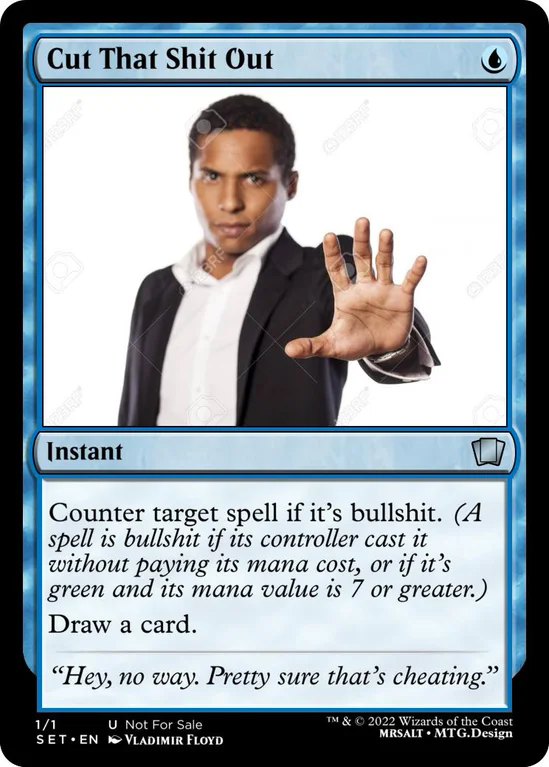 Cut That Shit Out
Instant
Counter target spell if it's bullshit. (A
spell is bullshit if its controller cast it
without paying its mana cost, or if it's
green and its mana value is 7 or greater.)
Draw a card.
“Hey, no way. Pretty sure that's cheating.”
1/1 U Not For Sale
SET • EN Vladimir Floyd
™ & © 2022 Wizards of the Coast
MRSALT • MTG.Design